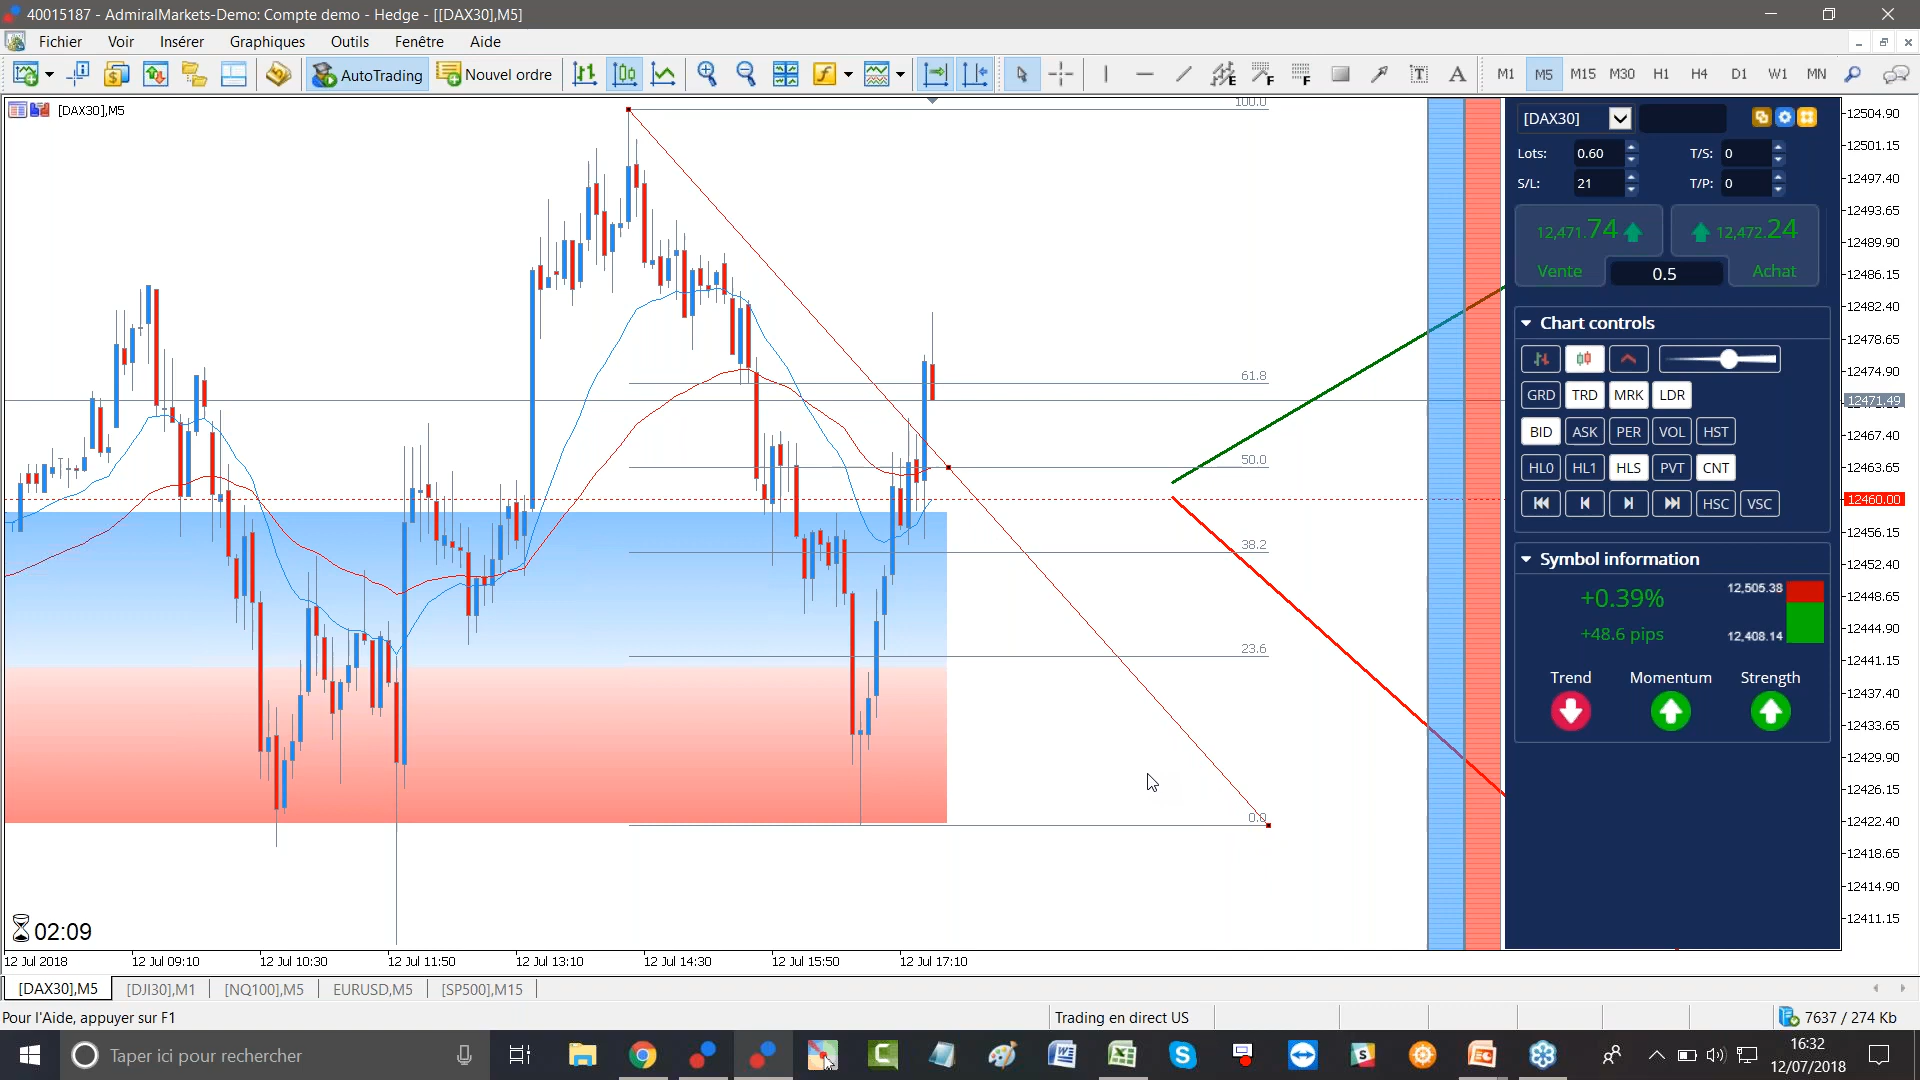 40015187 - AdmiralMarkets-Demo: Compte demo - Hedge - [[DAX30],M5]
Fichier Voir Insérer Graphiques Outils Fenêtre Aide
AutoTrading Nouvel ordre E F F T A M1 M5 M15 M30 H1 H4 D1 W1 MN
[DAX30],M5
100.0
61.8
50.0
38.2
23.6
0.0
[DAX30]
Lots: 0.60 T/S: 0
S/L: 21 T/P: 0
12,471.74 12,472.24
Vente 0.5 Achat
Chart controls
GRD TRD MRK LDR
BID ASK PER VOL HST
HL0 HL1 HLS PVT CNT
HSC VSC
Symbol information
+0.39% 12,505.38
+48.6 pips 12,408.14
Trend Momentum Strength
12504.90
12501.15
12497.40
12493.65
12489.90
12486.15
12482.40
12478.65
12474.90
12471.49
12467.40
12463.65
12460.00
12456.15
12452.40
12448.65
12444.90
12441.15
12437.40
12433.65
12429.90
12426.15
12422.40
12418.65
12414.90
12411.15
02:09
12 Jul 2018 12 Jul 09:10 12 Jul 10:30 12 Jul 11:50 12 Jul 13:10 12 Jul 14:30 12 Jul 15:50 12 Jul 17:10
[DAX30],M5 [DJI30],M1 [NQ100],M5 EURUSD,M5 [SP500],M15
Pour l'Aide, appuyer sur F1 Trading en direct US 7637 / 274 Kb
Taper ici pour rechercher 16:32
12/07/2018